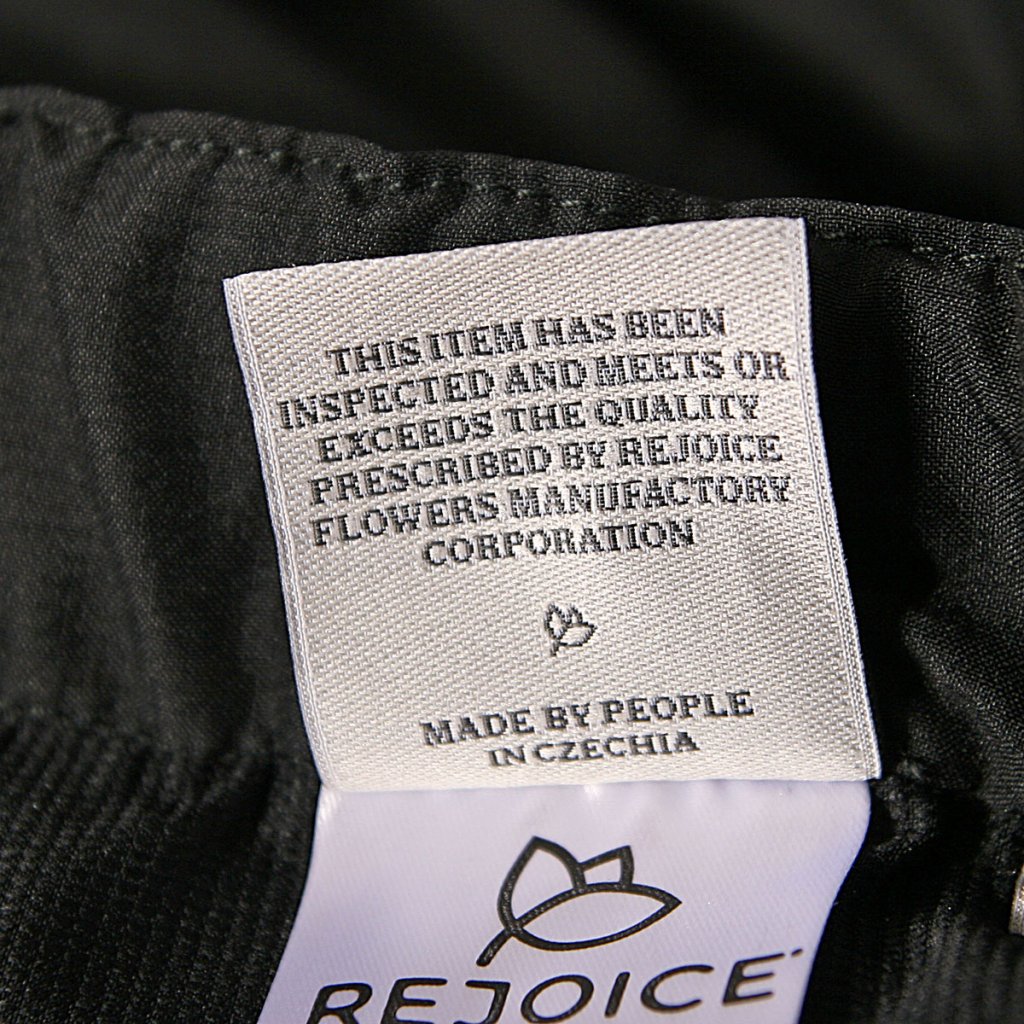 THIS ITEM HAS BEEN
INSPECTED AND MEETS OR
EXCEEDS THE QUALITY
PRESCRIBED BY REJOICE
FLOWERS MANUFACTORY
CORPORATION
MADE BY PEOPLE
IN CZECHIA
REJOICE